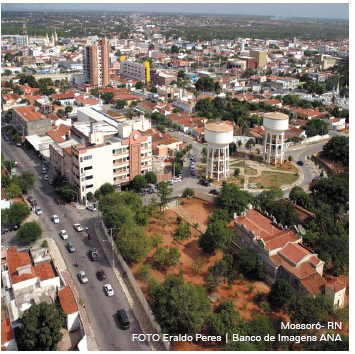 Mossoró- RN
FOTO Eraldo Peres | Banco de Imagens ANA